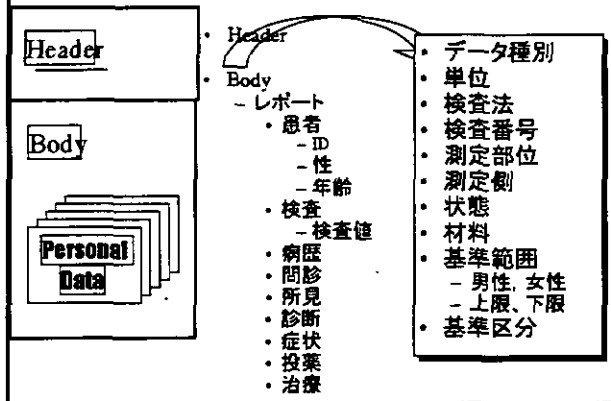 Header
Body
Personal
Data
・ Header
・ Body
– レポート
・ 患者
– ID
– 性
– 年齢
・ 検査
– 検査値
・ 病歴
・ 問診
・ 所見
・ 診断
・ 症状
・ 投薬
・ 治療
・ データ種別
・ 単位
・ 検査法
・ 検査番号
・ 測定部位
・ 測定側
・ 状態
・ 材料
・ 基準範囲
– 男性, 女性
– 上限、下限
・ 基準区分